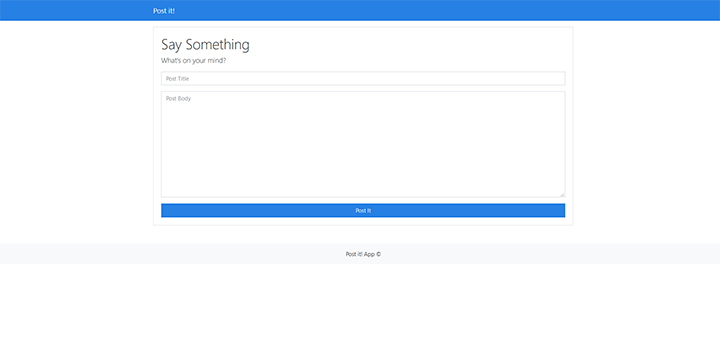 Post it!
Say Something
What's on your mind?
Post Title
Post Body
Post It
Post it! App ©